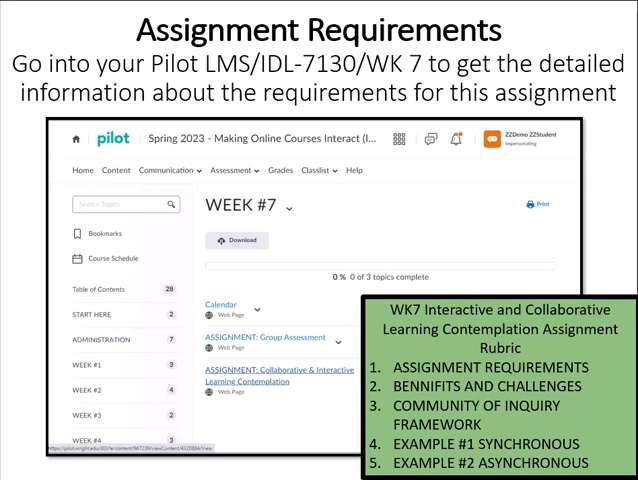 Assignment Requirements
Go into your Pilot LMS/IDL-7130/WK 7 to get the detailed
information about the requirements for this assignment
pilot
Spring 2023 - Making Online Courses Interact (I...
ZZDemo ZZStudent
Impersonating
Home Content Communication Assessment Grades Classlist Help
Search Topics
Bookmarks
Course Schedule
Table of Contents 28
START HERE 2
ADMINISTRATION 7
WEEK #1 3
WEEK #2 4
WEEK #3 2
WEEK #4 3
WEEK #7
Print
Download
0 % 0 of 3 topics complete
Calendar
Web Page
ASSIGNMENT: Group Assessment
Web Page
ASSIGNMENT: Collaborative & Interactive
Learning Contemplation
Web Page
WK7 Interactive and Collaborative
Learning Contemplation Assignment
Rubric
1. ASSIGNMENT REQUIREMENTS
2. BENNIFITS AND CHALLENGES
3. COMMUNITY OF INQUIRY
FRAMEWORK
4. EXAMPLE #1 SYNCHRONOUS
5. EXAMPLE #2 ASYNCHRONOUS